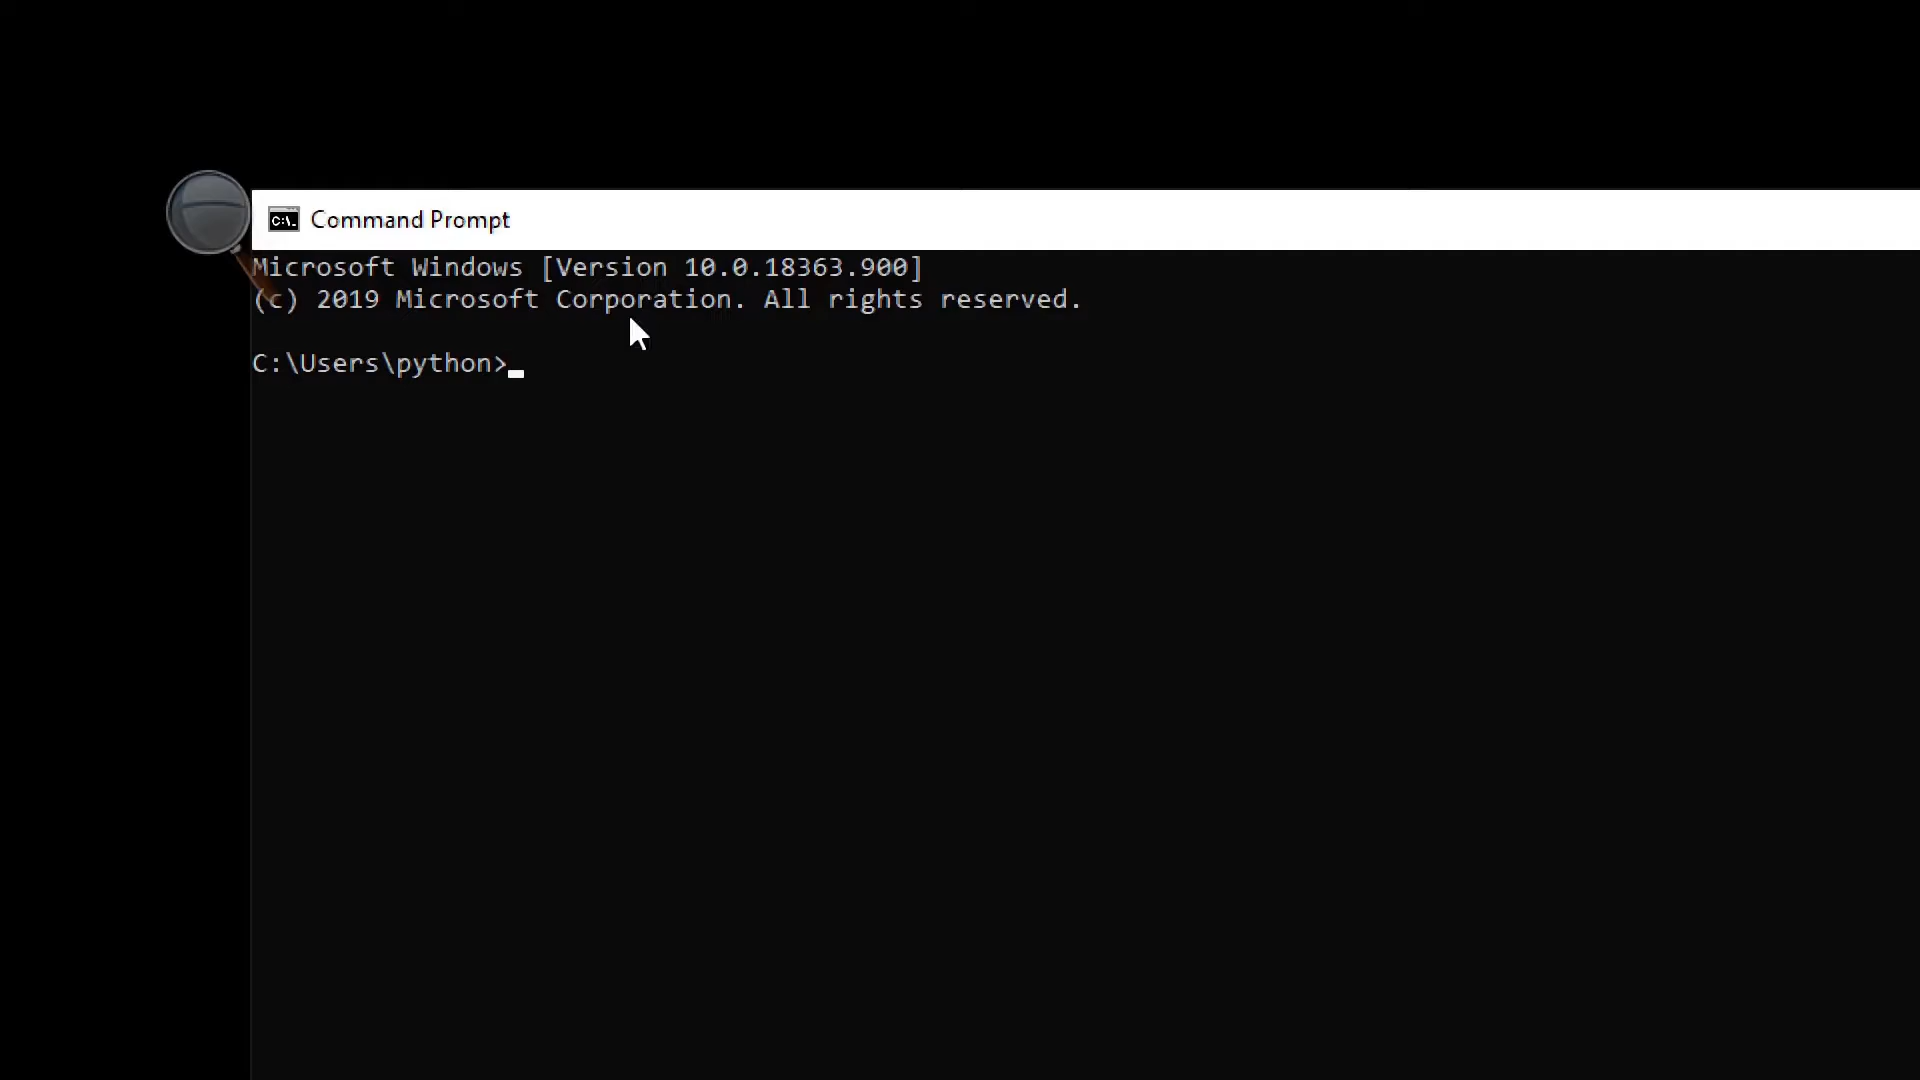 Command Prompt
Microsoft Windows [Version 10.0.18363.900]
(c) 2019 Microsoft Corporation. All rights reserved.
C:\Users\python>